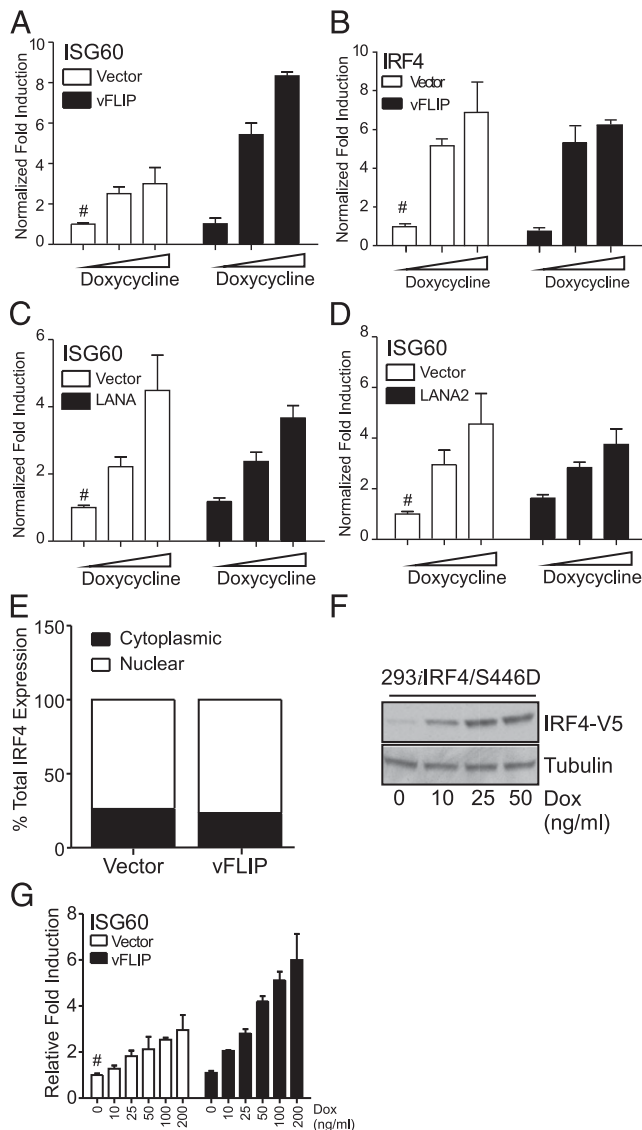 A
ISG60
Vector
vFLIP
Normalized Fold Induction
10
8
6
4
2
0
#
Doxycycline
Doxycycline
B
IRF4
Vector
vFLIP
Normalized Fold Induction
10
8
6
4
2
0
#
Doxycycline
Doxycycline
C
ISG60
Vector
LANA
Normalized Fold Induction
6
4
2
0
#
Doxycycline
Doxycycline
D
ISG60
Vector
LANA2
Normalized Fold Induction
8
6
4
2
0
#
Doxycycline
Doxycycline
E
Cytoplasmic
Nuclear
% Total IRF4 Expression
150
100
50
0
Vector
vFLIP
F
293iIRF4/S446D
IRF4-V5
Tubulin
0 10 25 50 Dox
(ng/ml)
G
ISG60
Vector
vFLIP
Relative Fold Induction
8
6
4
2
0
#
0 10 25 50 100 200 0 10 25 50 100 200 Dox
(ng/ml)